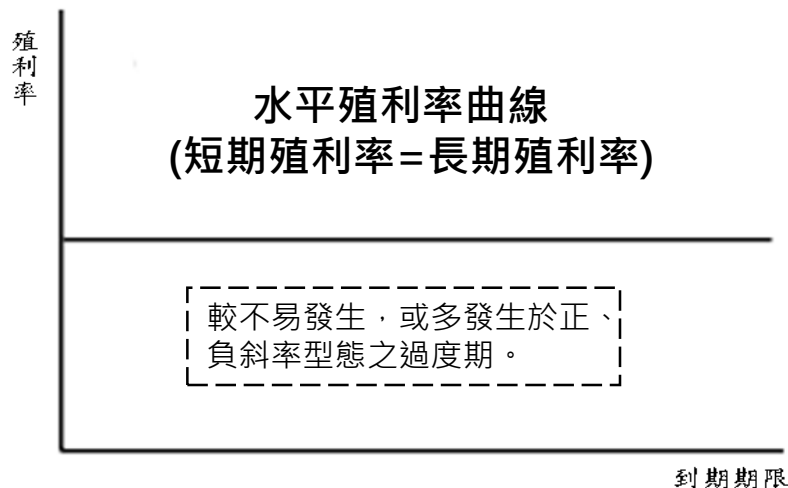 殖利率
水平殖利率曲線
(短期殖利率=長期殖利率)
較不易發生，或多發生於正、
負斜率型態之過度期。
到期期限